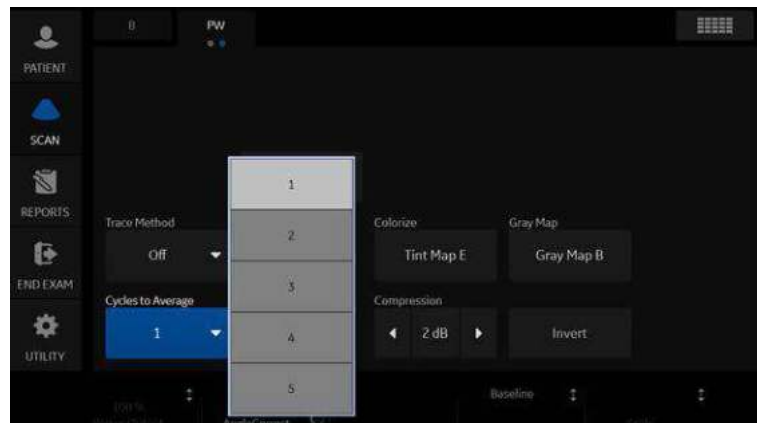 B
PW
PATIENT
SCAN
REPORTS
END EXAM
UTILITY
Trace Method
Off
Cycles to Average
1
1
2
3
4
5
Colorize
Tint Map E
Gray Map
Gray Map B
Compression
2 dB
Invert
100 %
Baseline